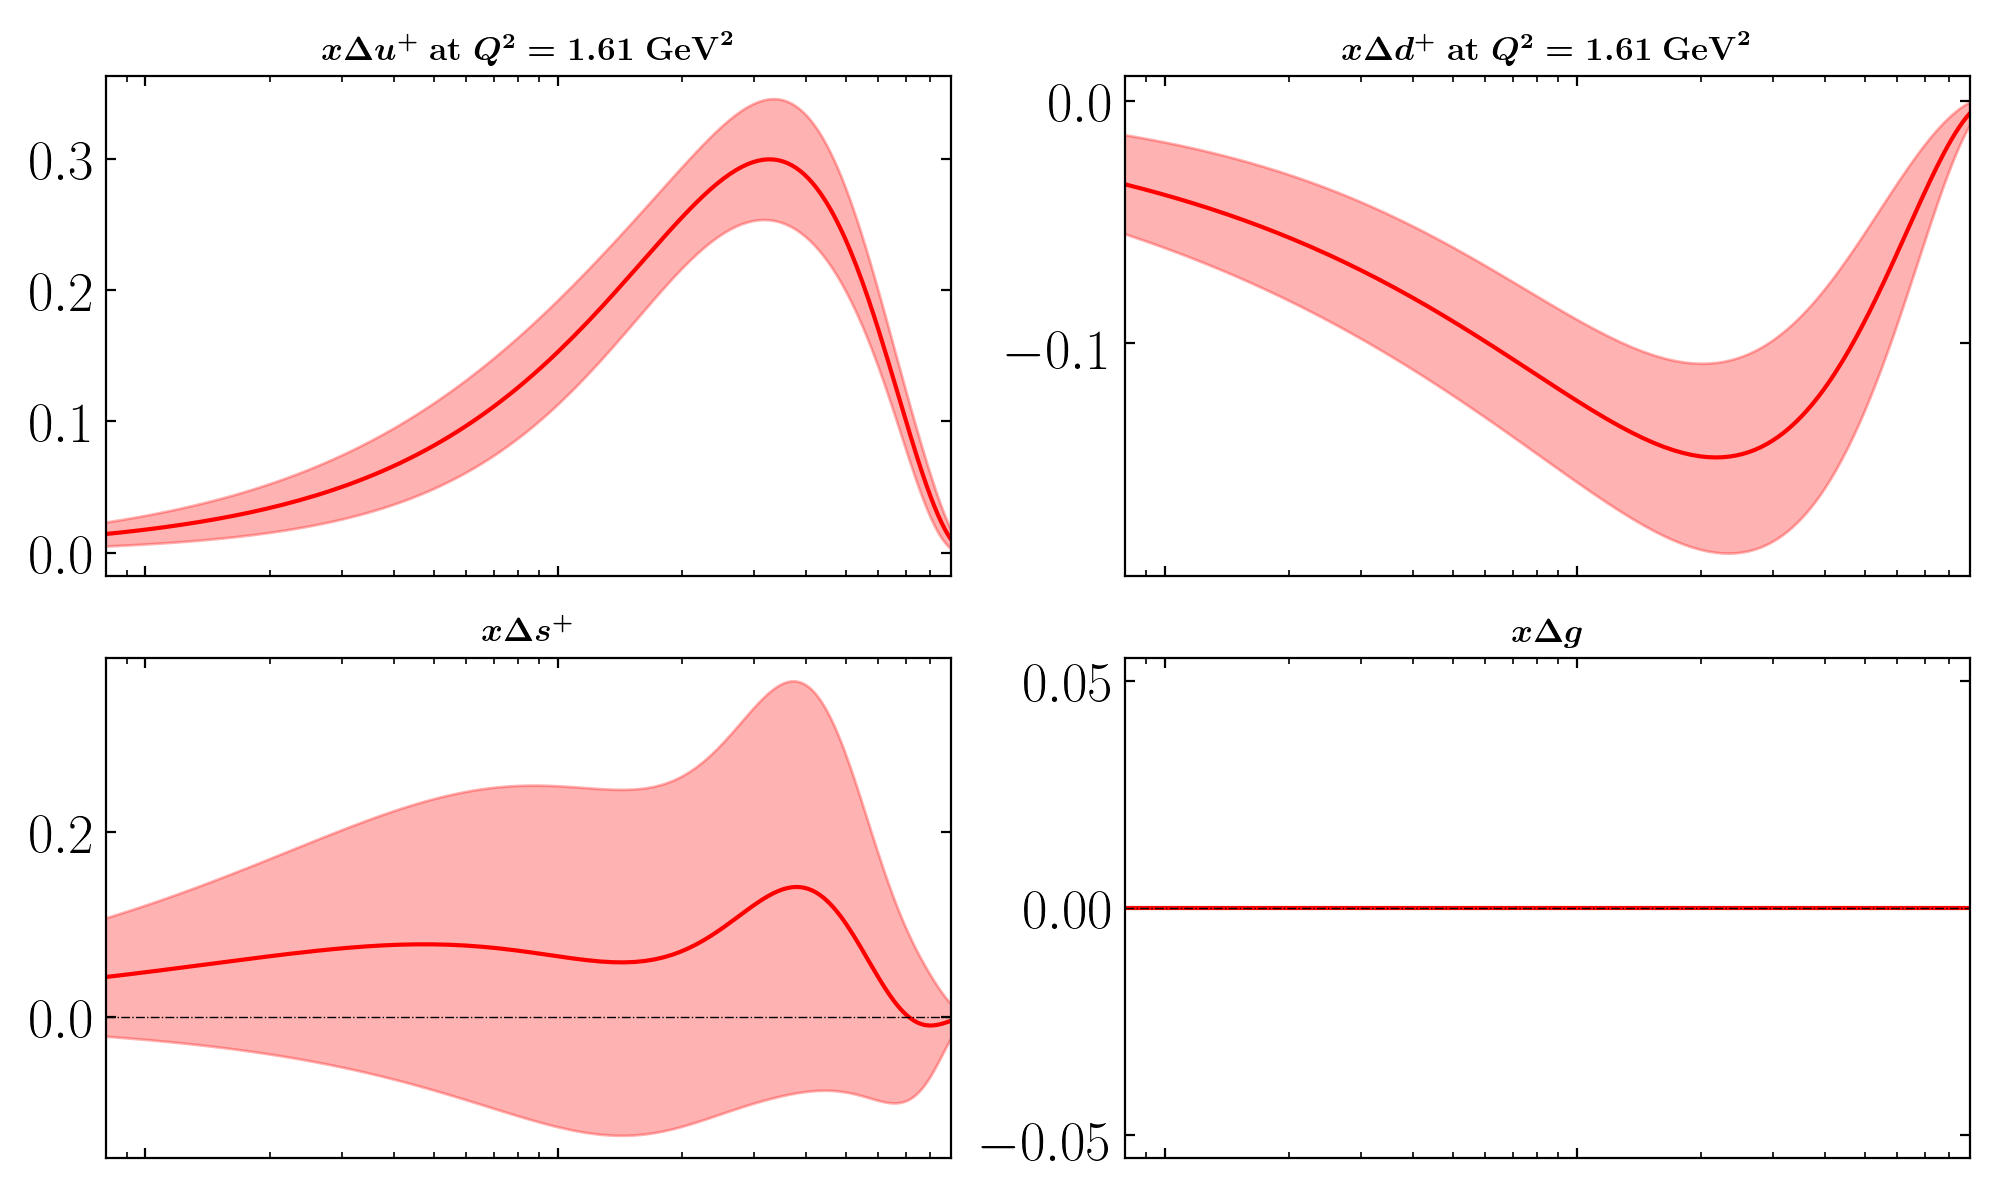 xΔu⁺ at Q² = 1.61 GeV²
0.3
0.2
0.1
0.0
xΔd⁺ at Q² = 1.61 GeV²
0.0
−0.1
xΔs⁺
0.2
0.0
xΔg
0.05
0.00
−0.05